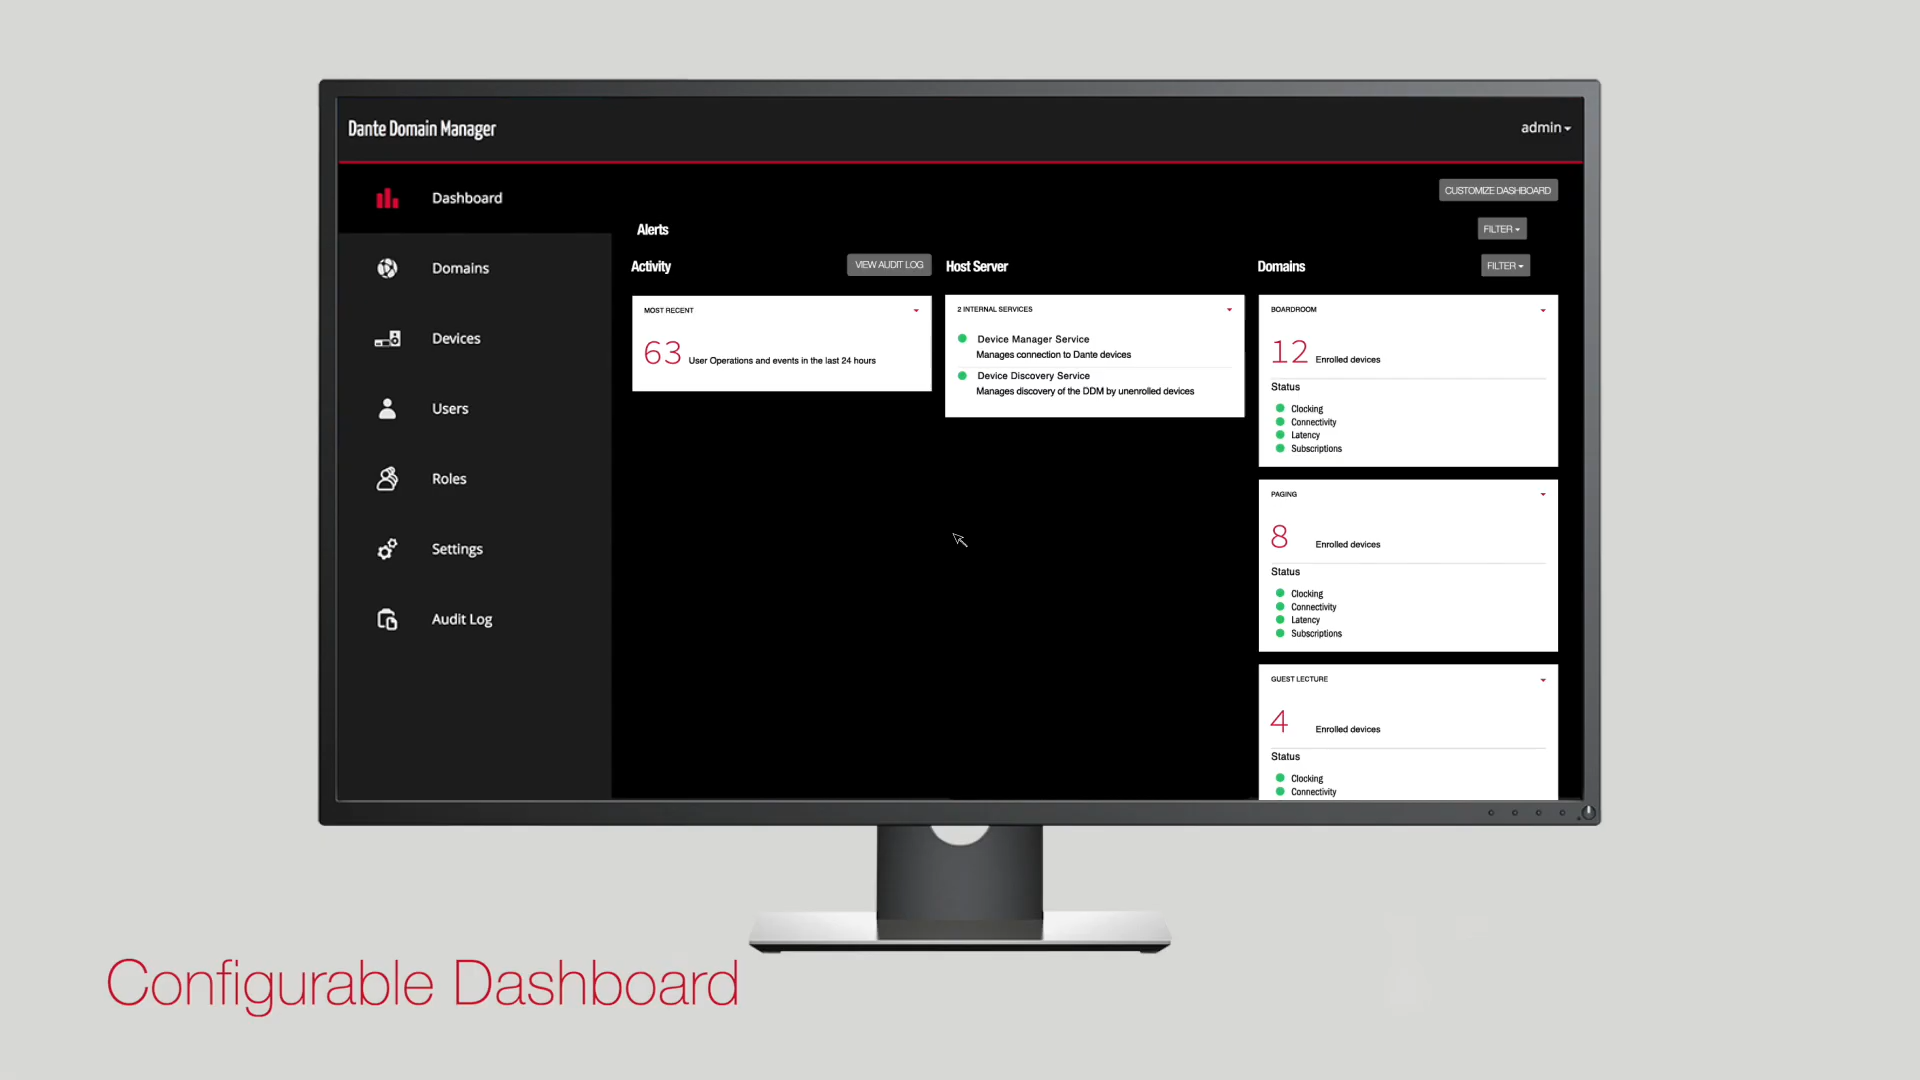 Dante Domain Manager
admin
Dashboard
CUSTOMIZE DASHBOARD
Alerts
FILTER
Domains
Activity
VIEW AUDIT LOG
Host Server
Domains
FILTER
MOST RECENT
63 User Operations and events in the last 24 hours
2 INTERNAL SERVICES
Device Manager Service
Manages connection to Dante devices
Device Discovery Service
Manages discovery of the DDM by unenrolled devices
BOARDROOM
12 Enrolled devices
Status
Clocking
Connectivity
Latency
Subscriptions
Devices
Users
Roles
Settings
Audit Log
PAGING
8 Enrolled devices
Status
Clocking
Connectivity
Latency
Subscriptions
GUEST LECTURE
4 Enrolled devices
Status
Clocking
Connectivity
Configurable Dashboard